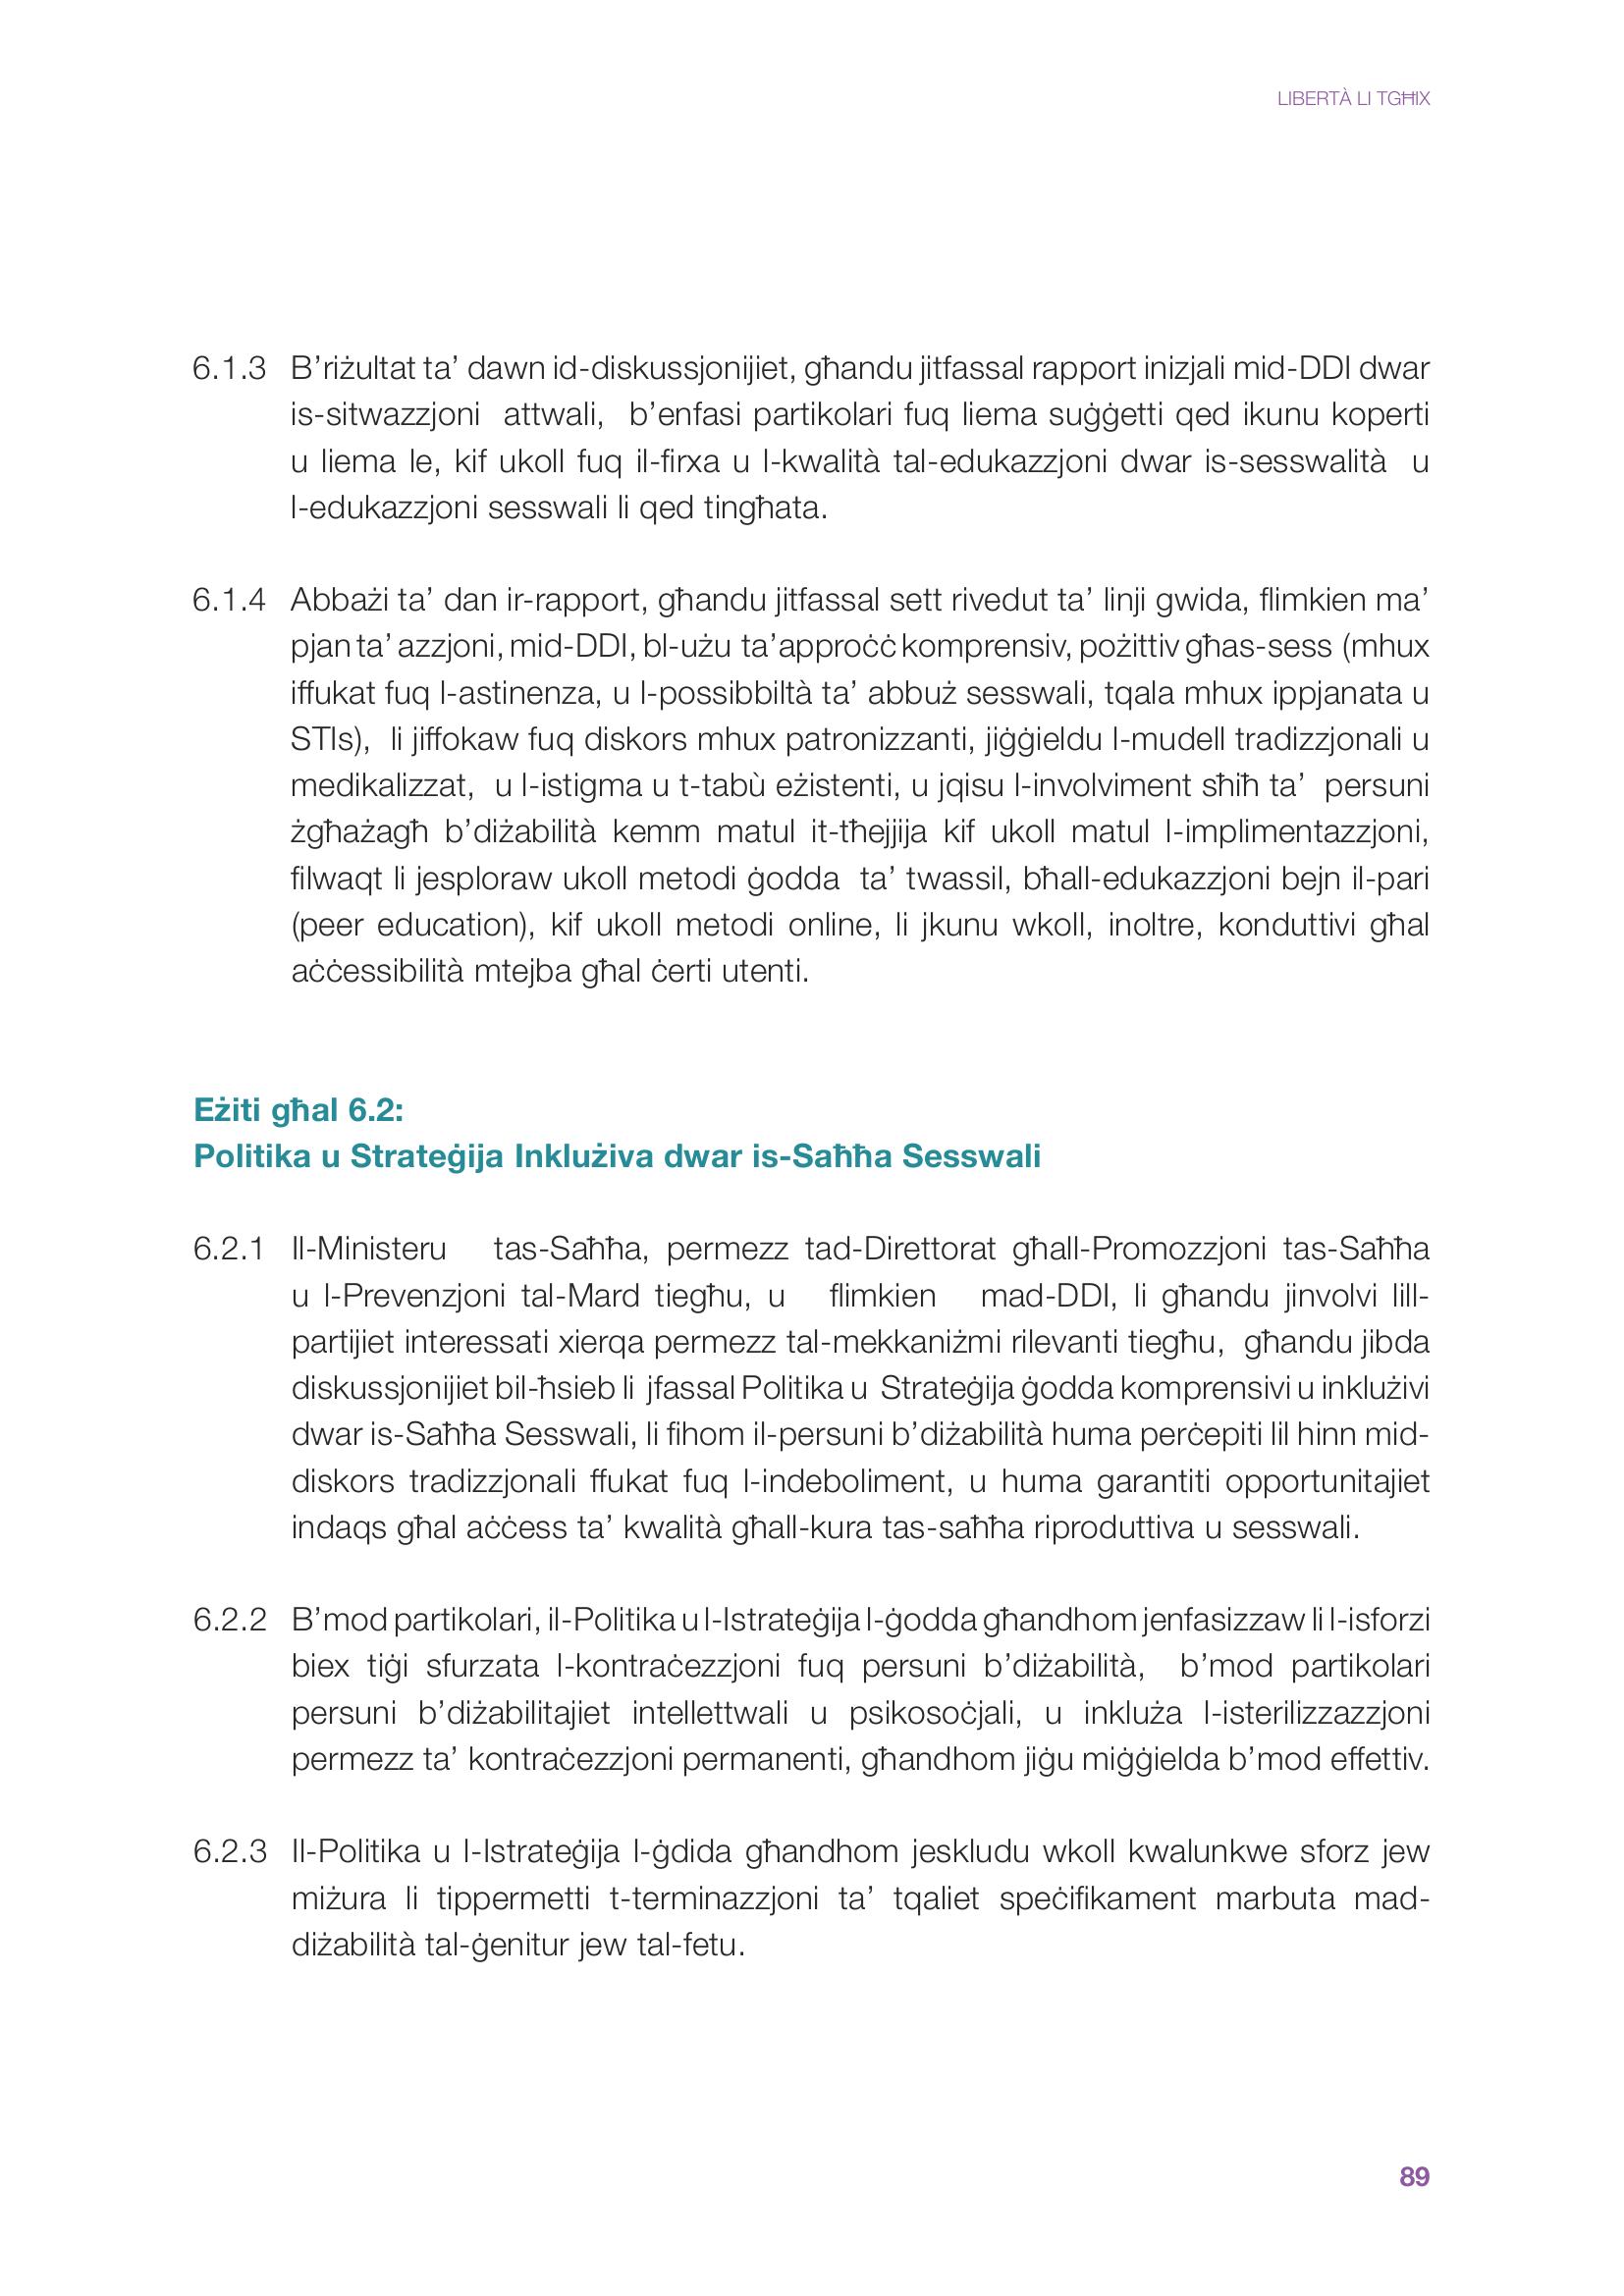 LIBERTÀ LI TGĦIX
6.1.3 B’riżultat ta’ dawn id-diskussjonijiet, għandu jitfassal rapport inizjali mid-DDI dwar
is-sitwazzjoni attwali, b’enfasi partikolari fuq liema suġġetti qed ikunu koperti
u liema le, kif ukoll fuq il-firxa u l-kwalità tal-edukazzjoni dwar is-sesswalità u
l-edukazzjoni sesswali li qed tingħata.
6.1.4 Abbażi ta’ dan ir-rapport, għandu jitfassal sett rivedut ta’ linji gwida, flimkien ma’
pjan ta’ azzjoni, mid-DDI, bl-użu ta’approċċ komprensiv, pożittiv għas-sess (mhux
iffukat fuq l-astinenza, u l-possibbiltà ta’ abbuż sesswali, tqala mhux ippjanata u
STIs), li jiffokaw fuq diskors mhux patronizzanti, jiġġieldu l-mudell tradizzjonali u
medikalizzat, u l-istigma u t-tabù eżistenti, u jqisu l-involviment sħiħ ta’ persuni
żgħażagħ b’diżabilità kemm matul it-tħejjija kif ukoll matul l-implimentazzjoni,
filwaqt li jesploraw ukoll metodi ġodda ta’ twassil, bħall-edukazzjoni bejn il-pari
(peer education), kif ukoll metodi online, li jkunu wkoll, inoltre, konduttivi għal
aċċessibilità mtejba għal ċerti utenti.
Eżiti għal 6.2:
Politika u Strateġija Inklużiva dwar is-Saħħa Sesswali
6.2.1 Il-Ministeru tas-Saħħa, permezz tad-Direttorat għall-Promozzjoni tas-Saħħa
u l-Prevenzjoni tal-Mard tiegħu, u flimkien mad-DDI, li għandu jinvolvi lill-
partijiet interessati xierqa permezz tal-mekkaniżmi rilevanti tiegħu, għandu jibda
diskussjonijiet bil-ħsieb li jfassal Politika u Strateġija ġodda komprensivi u inklużivi
dwar is-Saħħa Sesswali, li fihom il-persuni b’diżabilità huma perċepiti lil hinn mid-
diskors tradizzjonali ffukat fuq l-indeboliment, u huma garantiti opportunitajiet
indaqs għal aċċess ta’ kwalità għall-kura tas-saħħa riproduttiva u sesswali.
6.2.2 B’mod partikolari, il-Politika u l-Istrateġija l-ġodda għandhom jenfasizzaw li l-isforzi
biex tiġi sfurzata l-kontraċezzjoni fuq persuni b’diżabilità, b’mod partikolari
persuni b’diżabilitajiet intellettwali u psikosoċjali, u inkluża l-isterilizzazzjoni
permezz ta’ kontraċezzjoni permanenti, għandhom jiġu miġġielda b’mod effettiv.
6.2.3 Il-Politika u l-Istrateġija l-ġdida għandhom jeskludu wkoll kwalunkwe sforz jew
miżura li tippermetti t-terminazzjoni ta’ tqaliet speċifikament marbuta mad-
diżabilità tal-ġenitur jew tal-fetu.
89